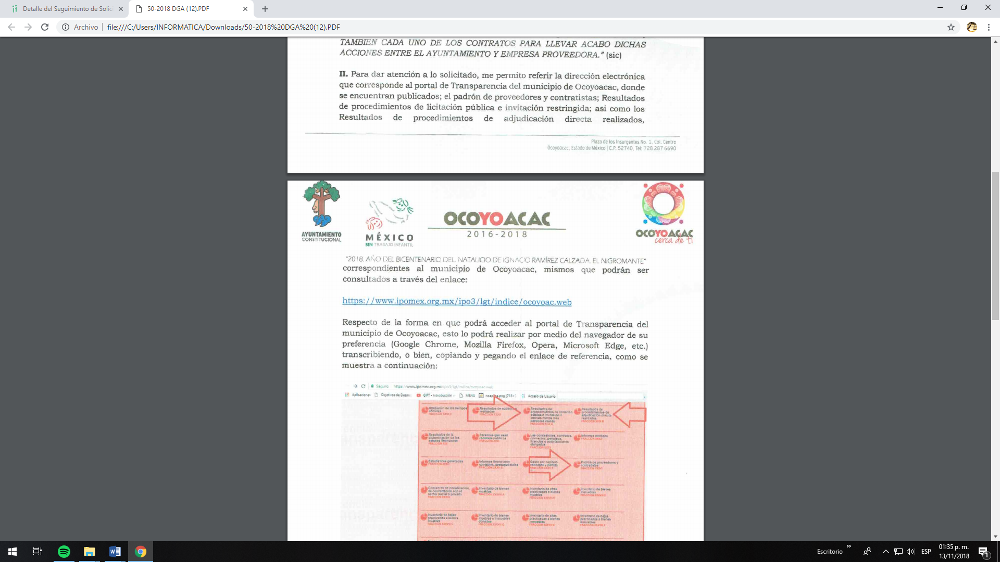 Detalle del Seguimiento de Solici
50-2018 DGA (12).PDF
Archivo
file:///C:/Users/INFORMATICA/Downloads/50-2018%20DGA%20(12).PDF
TAMBIEN CADA UNO DE LOS CONTRATOS PARA LLEVAR ACABO DICHAS
ACCIONES ENTRE EL AYUNTAMIENTO Y EMPRESA PROVEEDORA." (sic)
II. Para dar atención a lo solicitado, me permito referir la dirección electrónica
que corresponde al portal de Transparencia del municipio de Ocoyoacac, donde
se encuentran publicados; el padrón de proveedores y contratistas; Resultados
de procedimientos de licitación pública e invitación restringida; asi como los
Resultados de procedimientos de adjudicación directa realizados,
Plaza de los Insurgentes No. 1, Col. Centro
Ocoyoacac, Estado de México | C.P. 52740, Tel: 728 287 6690
AYUNTAMIENTO
CONSTITUCIONAL
MÉXICO
SIN TRABAJO INFANTIL
OCOYOACAC
2016-2018
OCOYOACAC
cerca de ti
"2018. AÑO DEL BICENTENARIO DEL NATALICIO DE IGNACIO RAMÍREZ CALZADA, EL NIGROMANTE"
correspondientes al municipio de Ocoyoacac, mismos que podrán ser
consultados a través del enlace:
https://www.ipomex.org.mx/ipo3/lgt/indice/ocoyoac.web
Respecto de la forma en que podrá acceder al portal de Transparencia del
municipio de Ocoyoacac, esto lo podrá realizar por medio del navegador de su
preferencia (Google Chrome, Mozilla Firefox, Opera, Microsoft Edge, etc.)
transcribiendo, o bien, copiando y pegando el enlace de referencia, como se
muestra a continuación:
Seguro https://www.ipomex.org.mx/ipo3/lgt/indice/ocoyoac.web
Aplicaciones Objetivos de Desarr GIFT - Introducción MENU Acceso de Usuario
Utilización de los tiempos
oficiales
Resultados de auditorías
realizadas
Resultados de
procedimientos de licitación
pública e invitación a
cuando menos tres
personas realiza
Resultados de
procedimientos de
adjudicación directa
realizados
Resultados de la
dictaminación de los
estados financieros
Personas que usan
recursos públicos
Las concesiones, contratos,
convenios, permisos,
licencias o autorizaciones
otorgados
Informes emitidos
Estadísticas generadas
Informes financieros
contables, presupuestales
Gasto por capítulo,
concepto y partida
Padrón de proveedores y
contratistas
Convenios de coordinación,
de concertación con el
sector social o privado
Inventario de bienes
muebles
Inventario de altas
practicadas a bienes
muebles
Inventario de bienes
inmuebles
Inventario de bajas
practicadas a bienes
muebles
Inventario de bienes
muebles e inmuebles
donados
Inventario de altas
practicadas a bienes
inmuebles
Inventario de bajas
practicadas a bienes
inmuebles
Escritorio
ESP
01:35 p. m.
13/11/2018
1